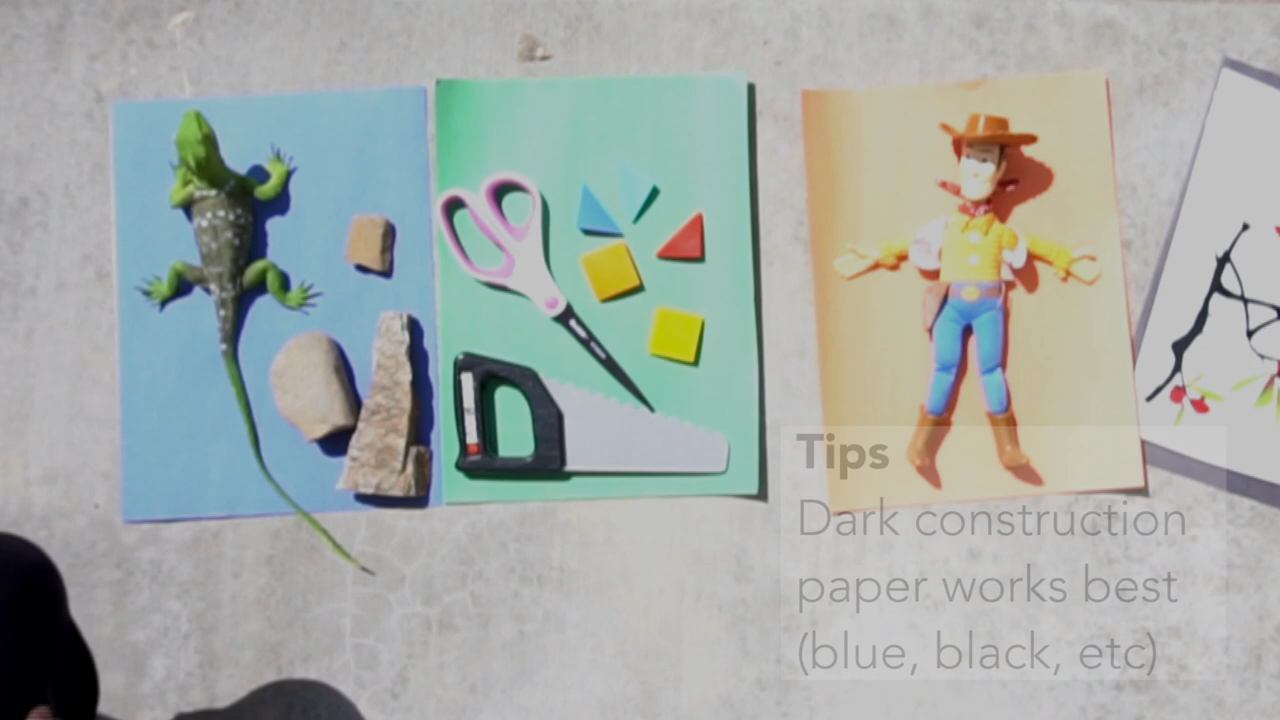 Tips
Dark construction
paper works best
(blue, black, etc)